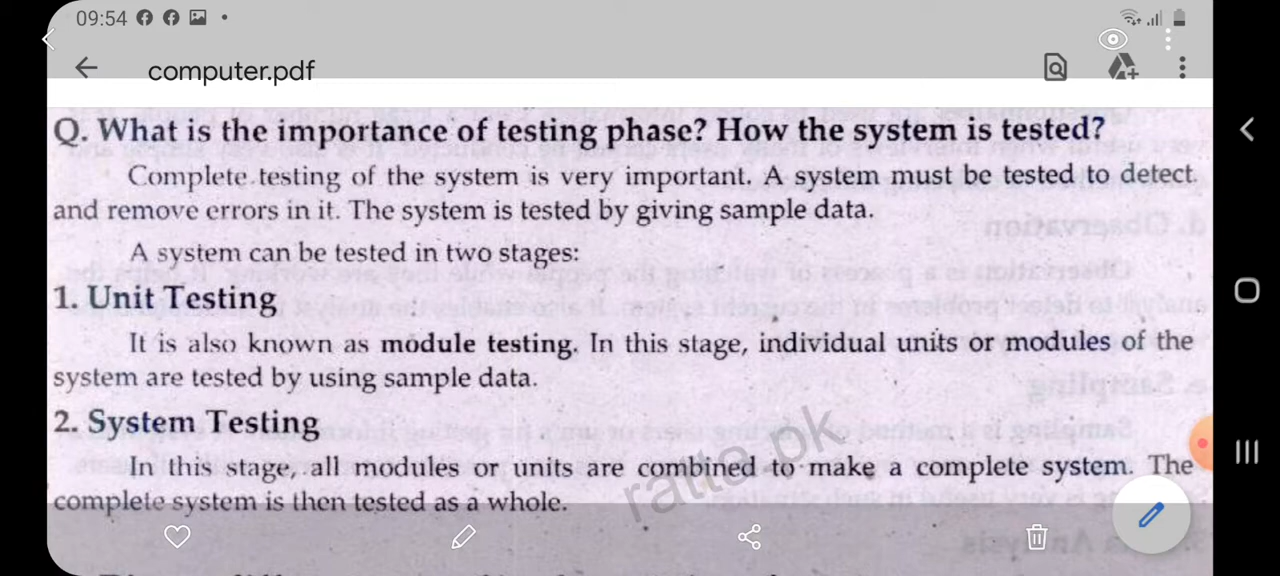 09:54
computer.pdf
Q. What is the importance of testing phase? How the system is tested?
Complete testing of the system is very important. A system must be tested to detect
and remove errors in it. The system is tested by giving sample data.
A system can be tested in two stages:
1. Unit Testing
It is also known as module testing. In this stage, individual units or modules of the
system are tested by using sample data.
2. System Testing
In this stage, all modules or units are combined to make a complete system. The
complete system is then tested as a whole.
ratta.pk
d. Observation
e. Sampling